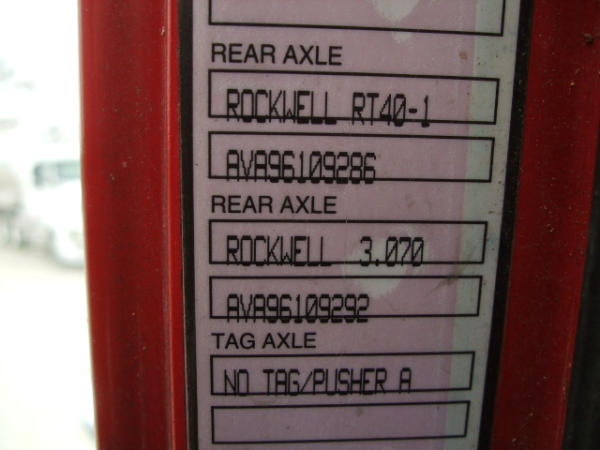 REAR AXLE
ROCKWELL RT40-1
AVA96109286
REAR AXLE
ROCKWELL 3.070
AVA96109292
TAG AXLE
NO TAG/PUSHER A